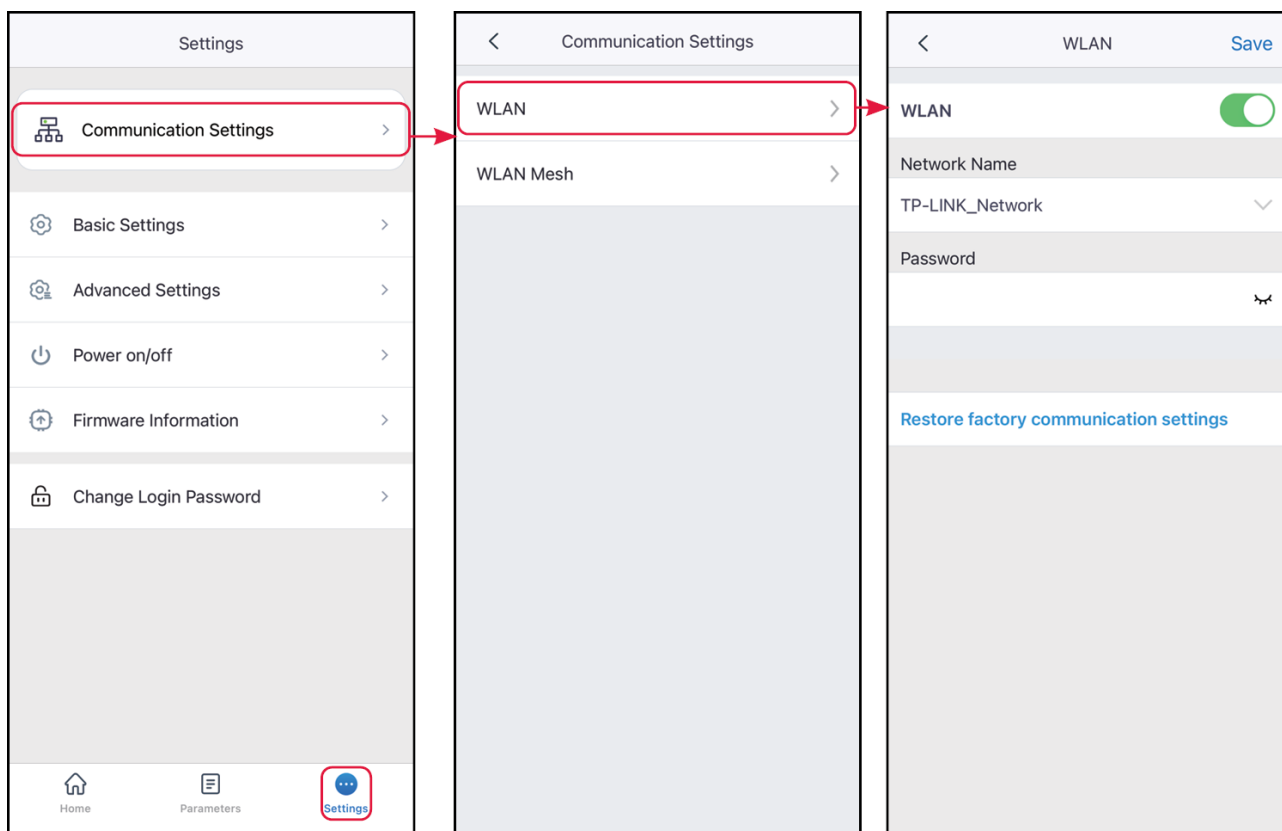 Settings
Communication Settings
Basic Settings
Advanced Settings
Power on/off
Firmware Information
Change Login Password
Home
Parameters
Settings
Communication Settings
WLAN
WLAN Mesh
WLAN
Save
WLAN
Network Name
TP-LINK_Network
Password
Restore factory communication settings